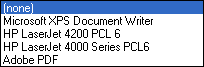 (none)
Microsoft XPS Document Writer
HP LaserJet 4200 PCL 6
HP LaserJet 4000 Series PCL6
Adobe PDF